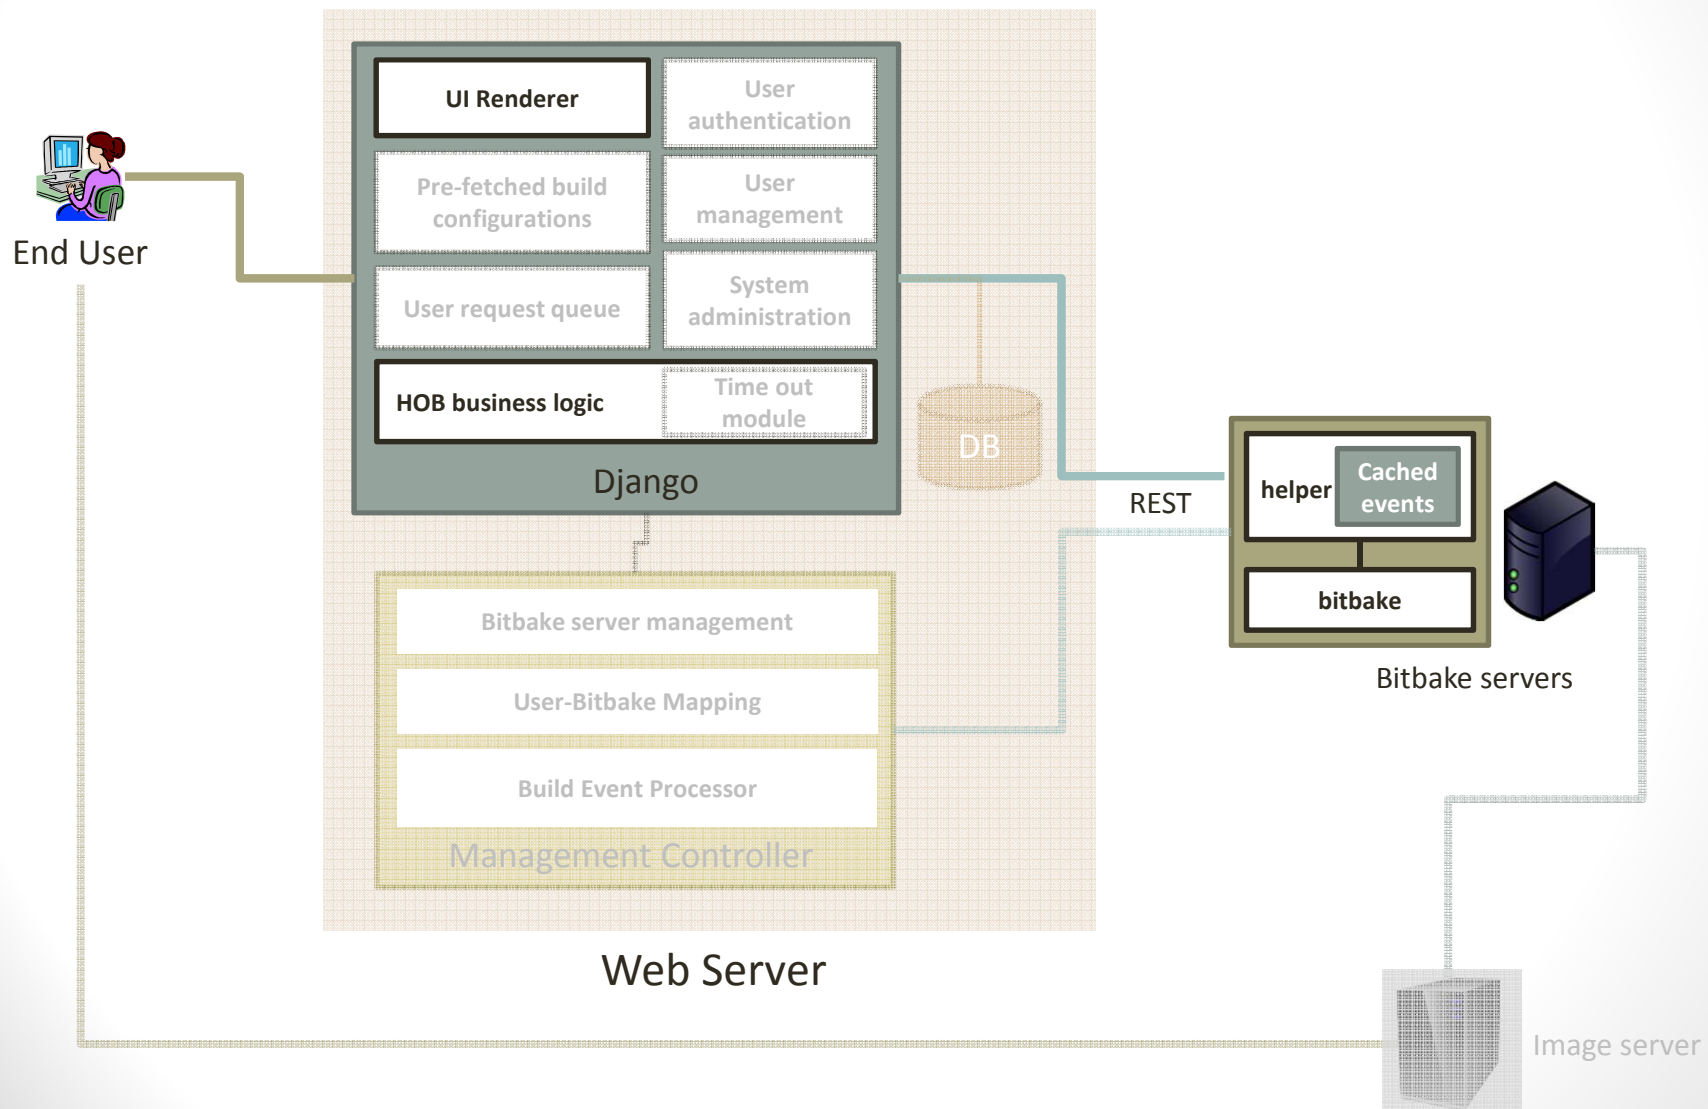 UI Renderer
User
authentication
Pre-fetched build
configurations
User
management
User request queue
System
administration
HOB business logic
Time out
module
Django
End User
DB
REST
helper
Cached
events
bitbake
Bitbake servers
Bitbake server management
User-Bitbake Mapping
Build Event Processor
Management Controller
Web Server
Image server